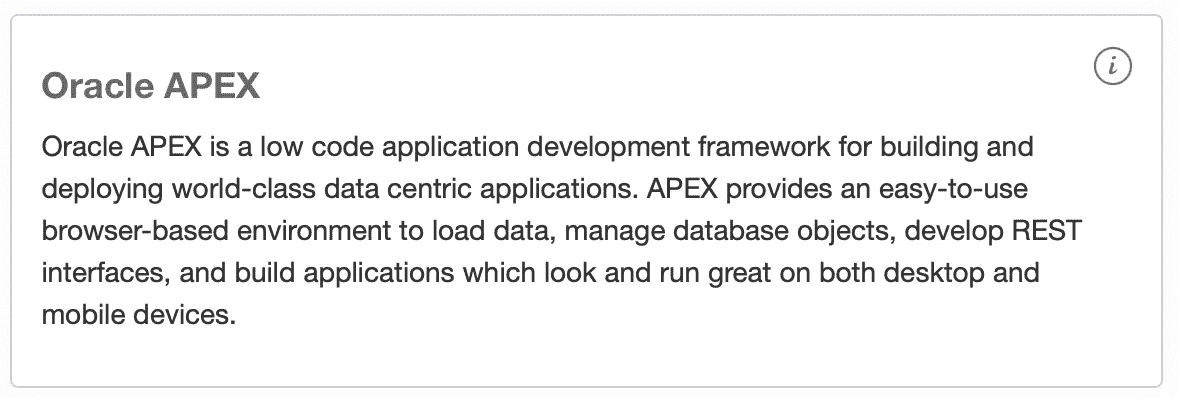 Oracle APEX
Oracle APEX is a low code application development framework for building and
deploying world-class data centric applications. APEX provides an easy-to-use
browser-based environment to load data, manage database objects, develop REST
interfaces, and build applications which look and run great on both desktop and
mobile devices.